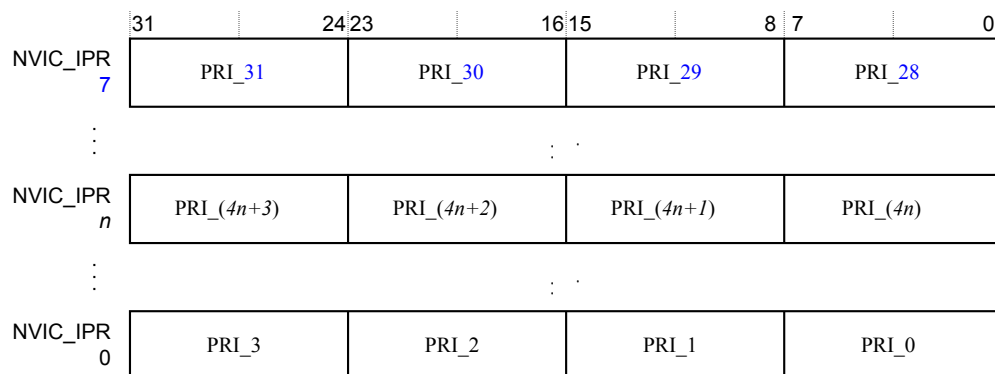 31 24 23 16 15 8 7 0
NVIC_IPR
7
PRI_31 PRI_30 PRI_29 PRI_28
NVIC_IPR
n
PRI_(4n+3) PRI_(4n+2) PRI_(4n+1) PRI_(4n)
NVIC_IPR
0
PRI_3 PRI_2 PRI_1 PRI_0